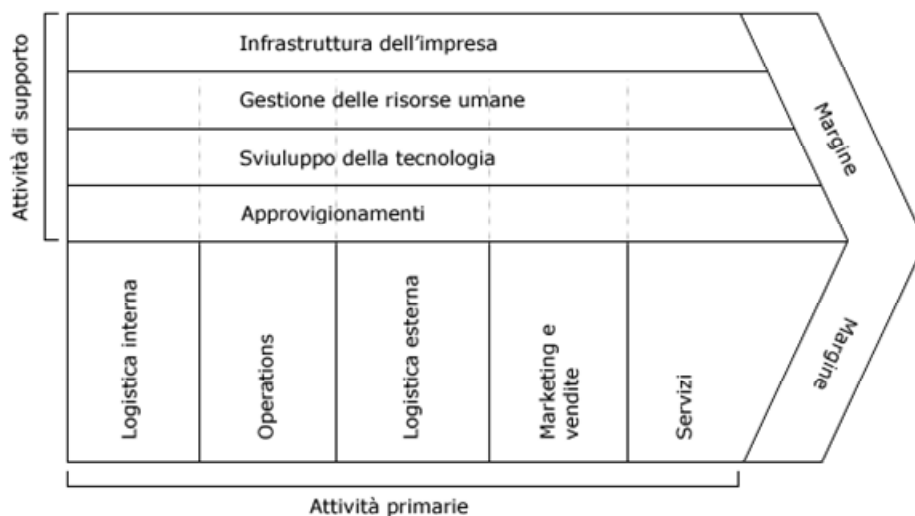 Attività di supporto
Infrastruttura dell'impresa
Gestione delle risorse umane
Sviuluppo della tecnologia
Approvigionamenti
Margine
Logistica interna
Operations
Logistica esterna
Marketing e
vendite
Servizi
Margine
Attività primarie